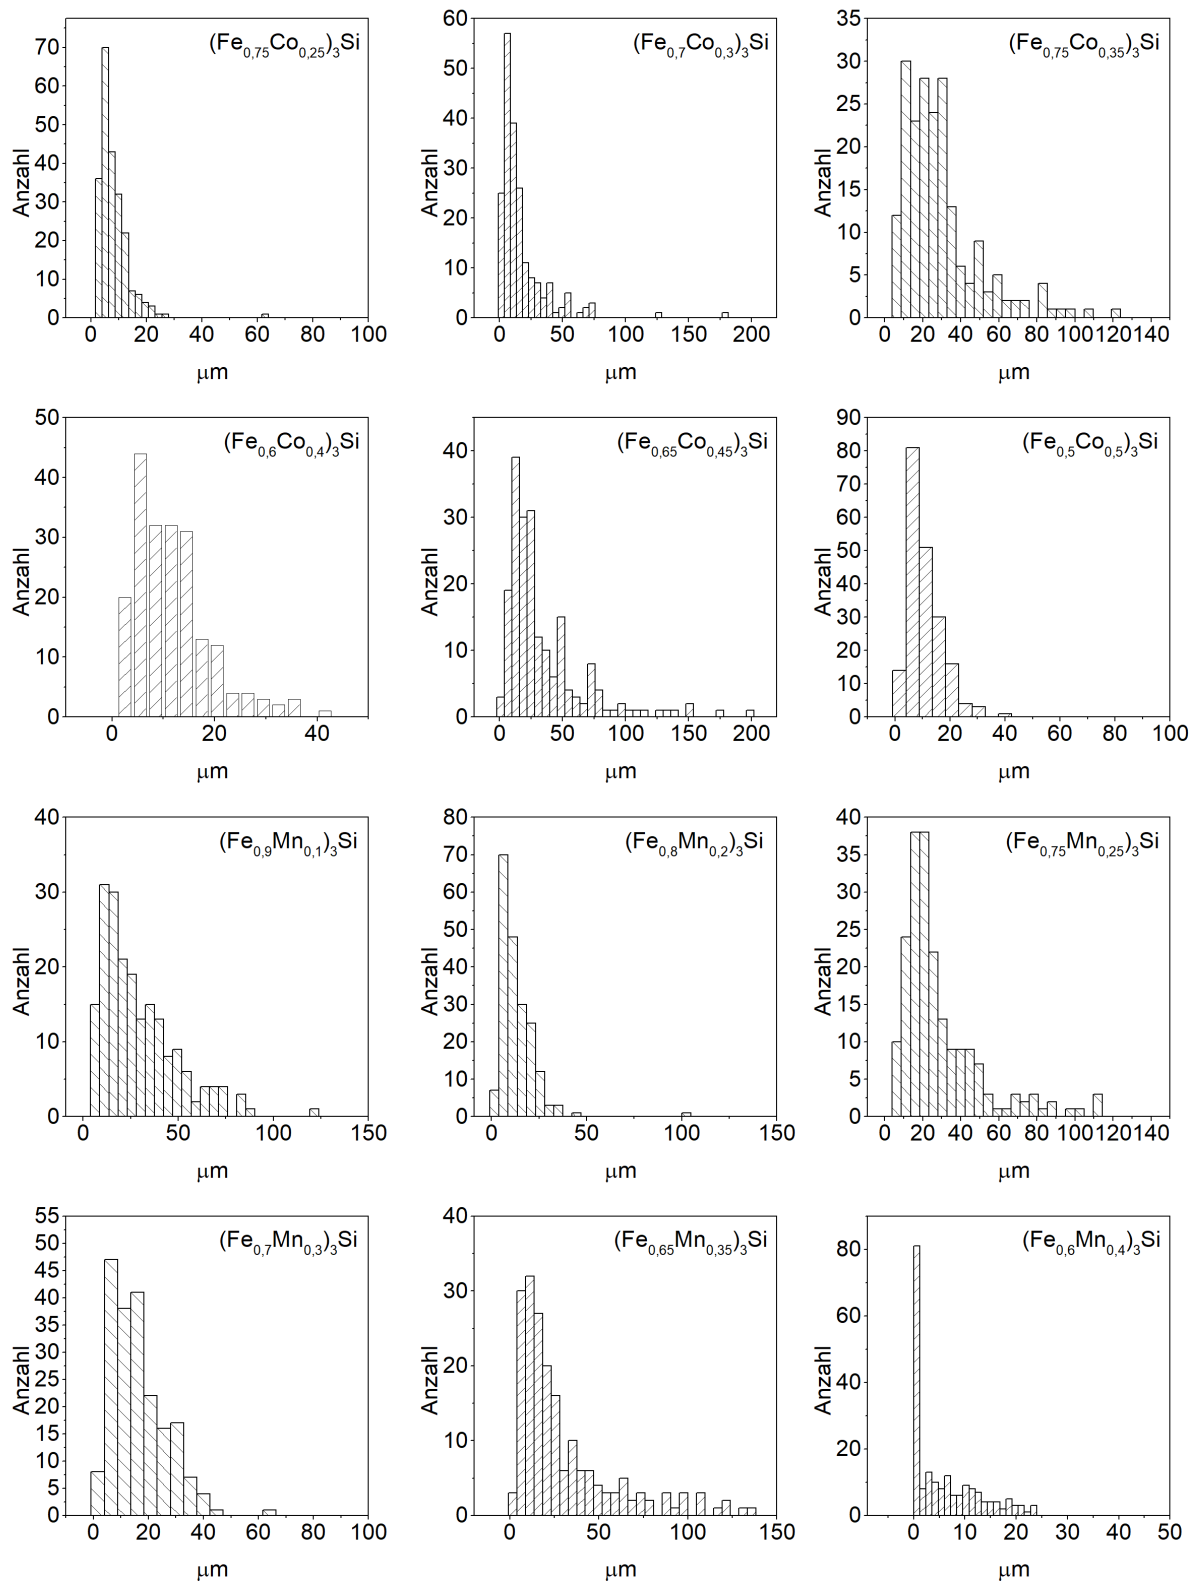 (Fe0,75Co0,25)3Si
70
60
50
40
30
20
10
0
Anzahl
0 20 40 60 80 100
μm
(Fe0,7Co0,3)3Si
60
50
40
30
20
10
0
Anzahl
0 50 100 150 200
μm
(Fe0,75Co0,35)3Si
35
30
25
20
15
10
5
0
Anzahl
0 20 40 60 80 100 120 140
μm
(Fe0,6Co0,4)3Si
50
40
30
20
10
0
Anzahl
0 20 40
μm
(Fe0,65Co0,45)3Si
40
30
20
10
0
Anzahl
0 50 100 150 200
μm
(Fe0,5Co0,5)3Si
90
80
70
60
50
40
30
20
10
0
Anzahl
0 20 40 60 80 100
μm
(Fe0,9Mn0,1)3Si
40
30
20
10
0
Anzahl
0 50 100 150
μm
(Fe0,8Mn0,2)3Si
80
70
60
50
40
30
20
10
0
Anzahl
0 50 100 150
μm
(Fe0,75Mn0,25)3Si
40
35
30
25
20
15
10
5
0
Anzahl
0 20 40 60 80 100 120 140
μm
(Fe0,7Mn0,3)3Si
55
50
45
40
35
30
25
20
15
10
5
0
Anzahl
0 20 40 60 80 100
μm
(Fe0,65Mn0,35)3Si
40
30
20
10
0
Anzahl
0 50 100 150
μm
(Fe0,6Mn0,4)3Si
80
60
40
20
0
Anzahl
0 10 20 30 40 50
μm